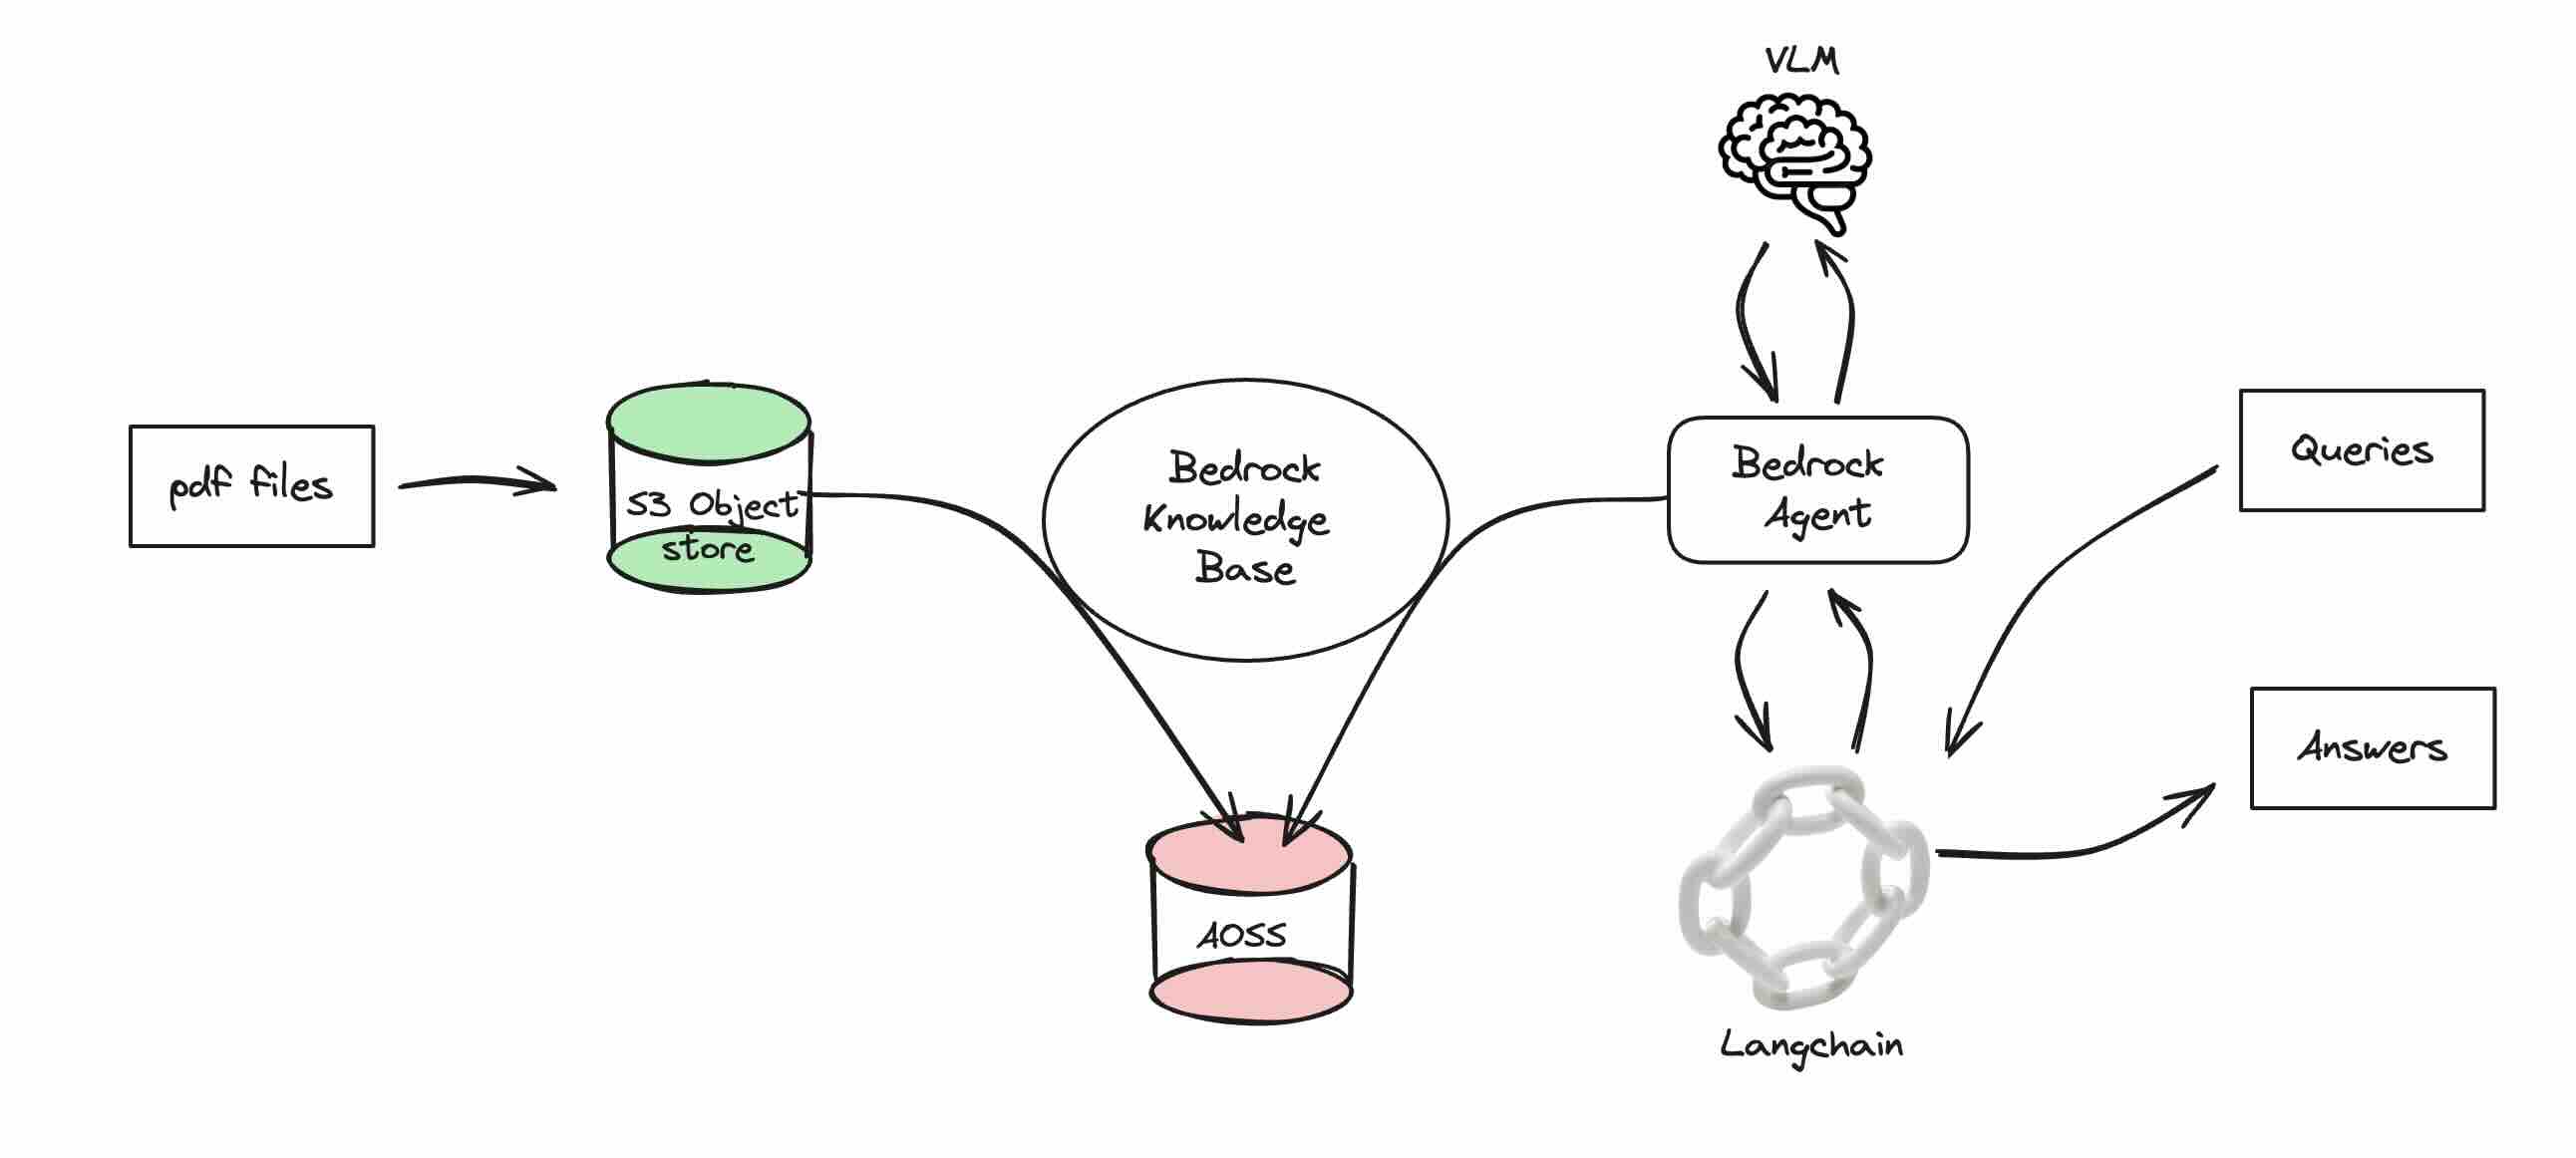 VLM
pdf files
S3 Object
store
Bedrock
Knowledge
Base
Bedrock
Agent
Queries
Answers
AOSS
Langchain